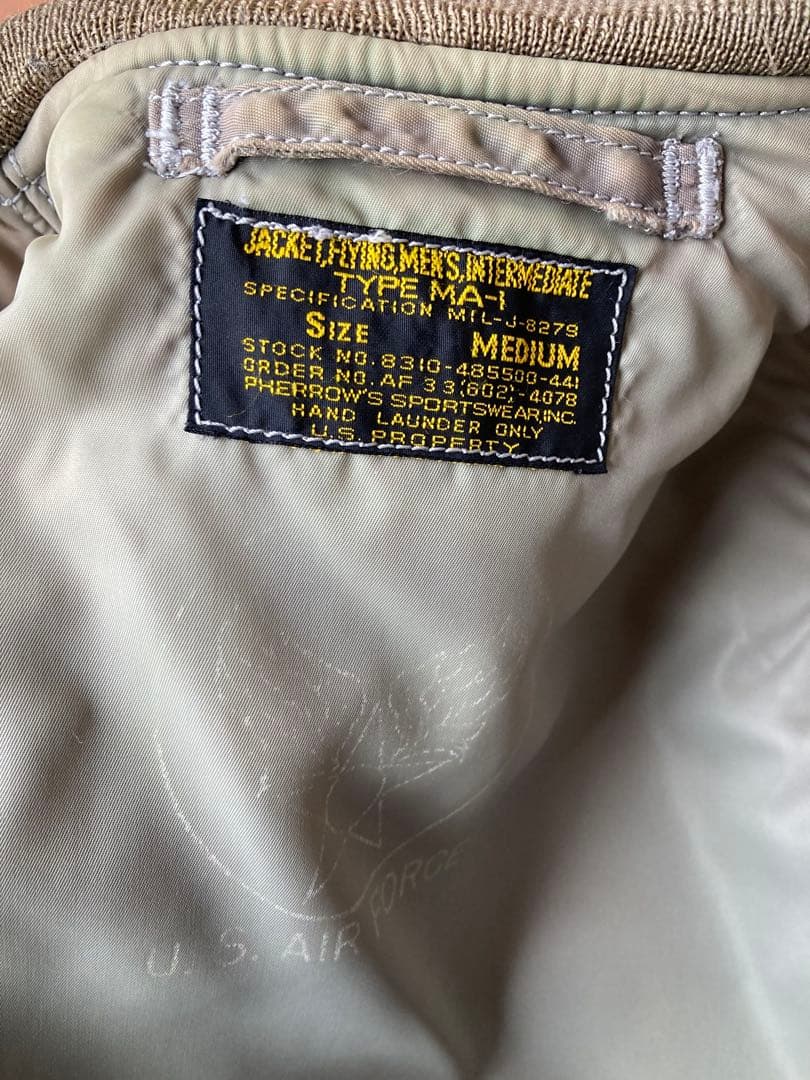 JACKET,FLYING,MEN'S,INTERMEDIATE
TYPE MA-1
SPECIFICATION MIL-J-8279
SIZE MEDIUM
STOCK NO.8310-485500-441
ORDER NO.AF 33(602)-4078
PHERROW'S SPORTSWEAR,INC.
HAND LAUNDER ONLY
U.S. PROPERTY
U. S. AIR FORCE